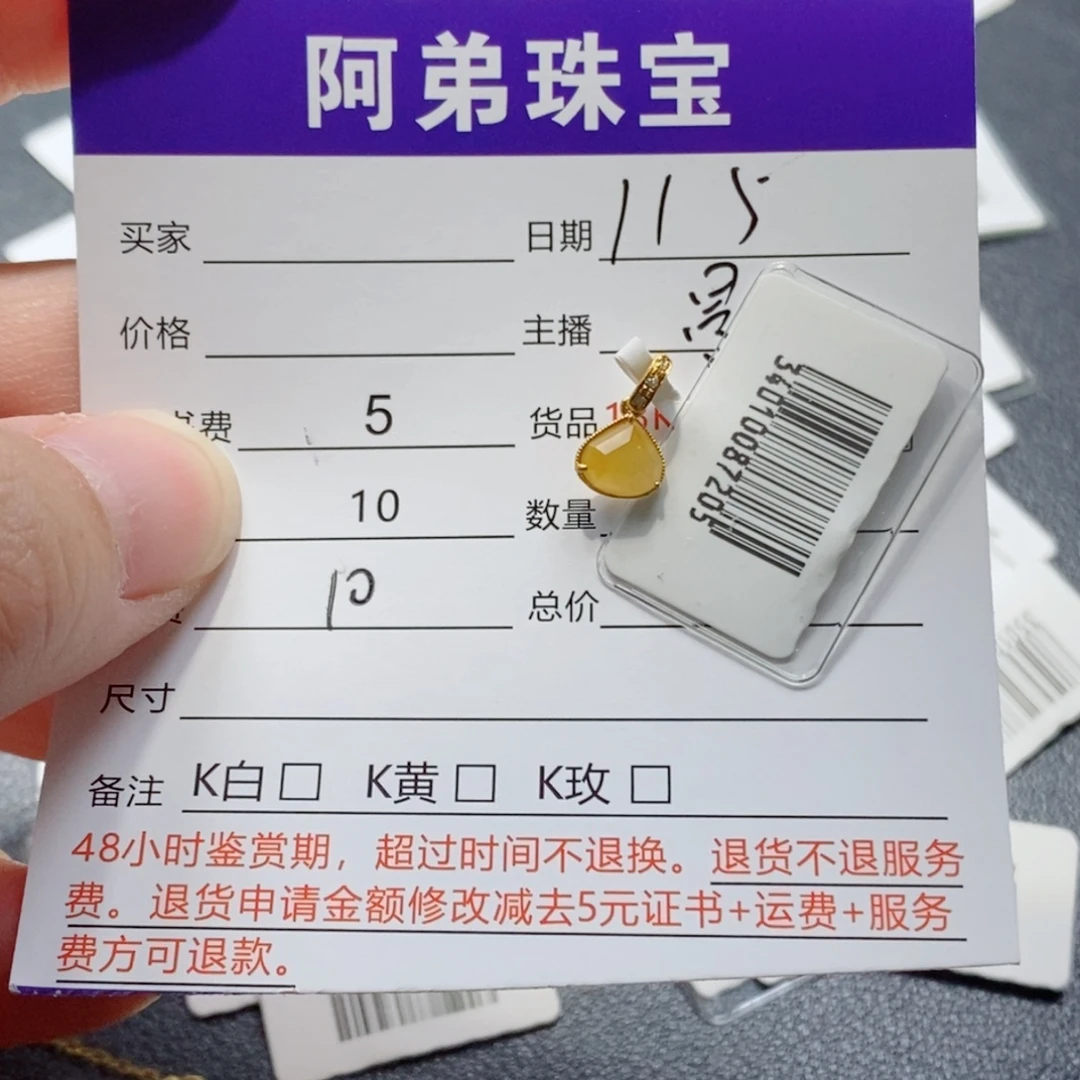 阿弟珠宝
买家 日期 11 5
价格 主播
书费 5 货品
10 数量
10 总价
34010087205
尺寸
备注 K白□ K黄□ K玫□
48小时鉴赏期，超过时间不退换。退货不退服务
费。退货申请金额修改减去5元证书+运费+服务
费方可退款。